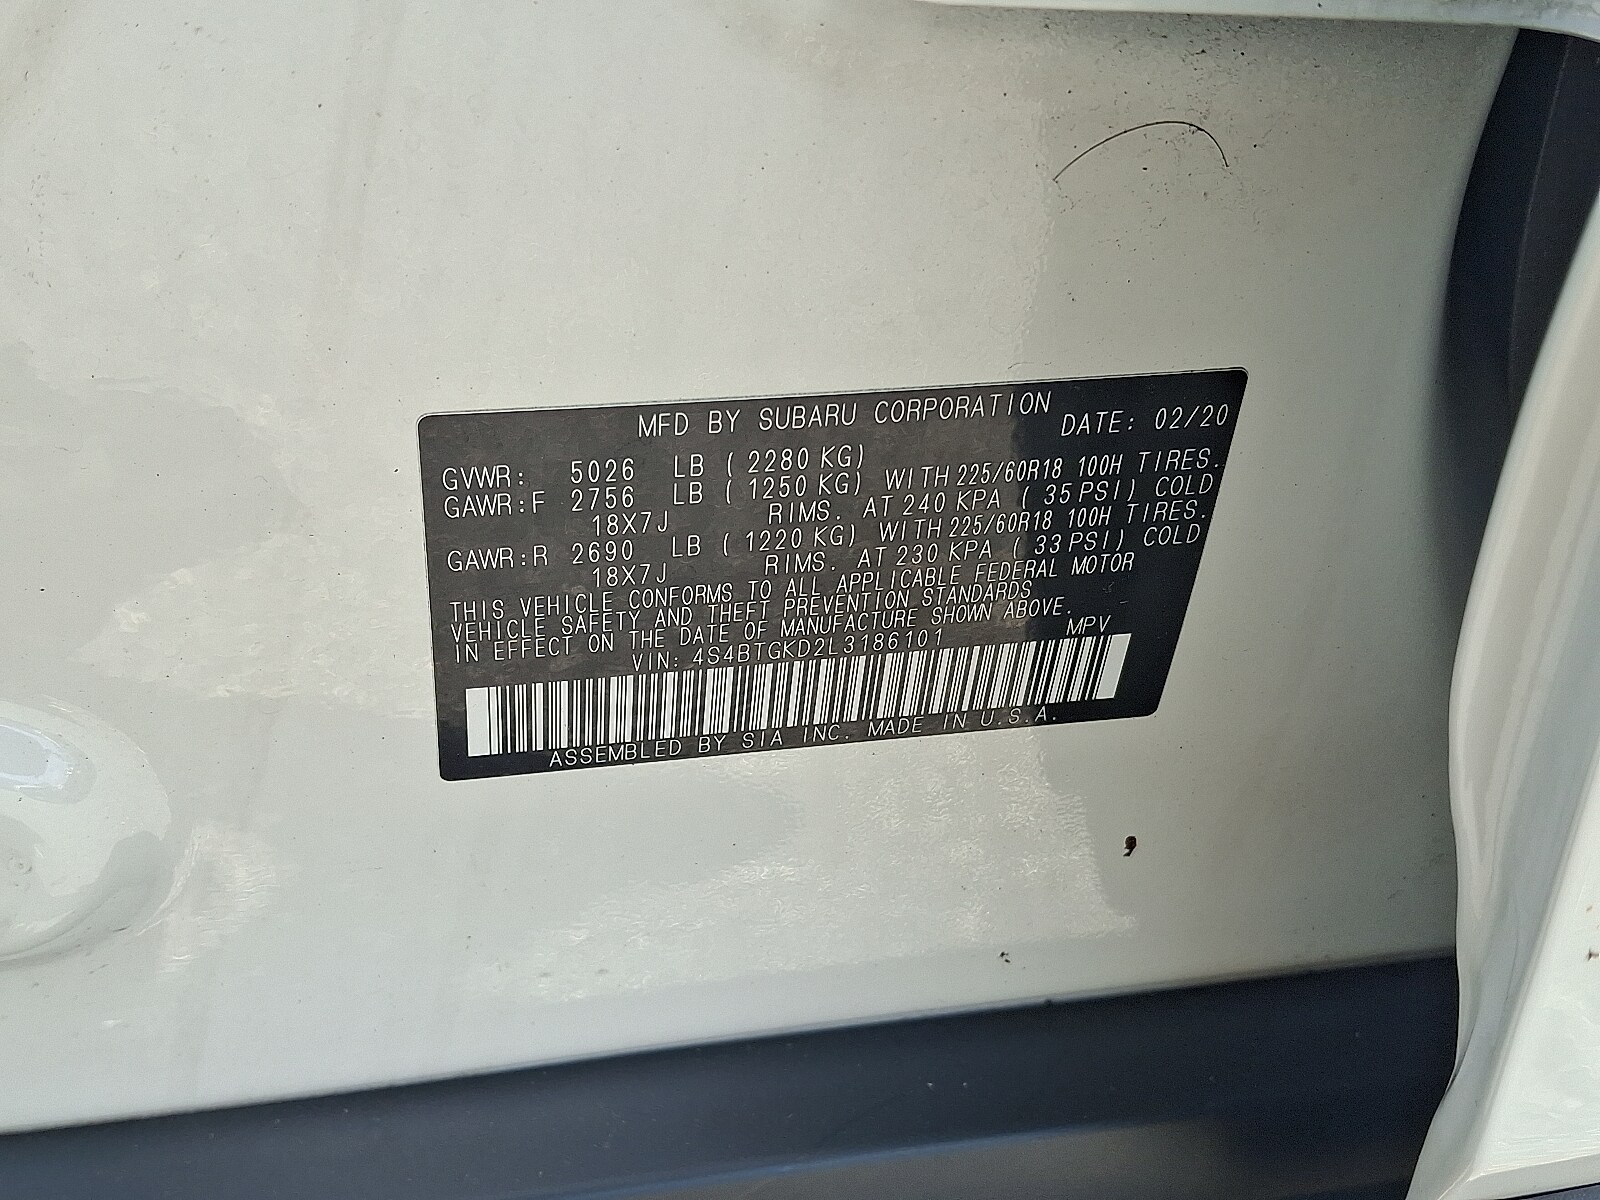 MFD BY SUBARU CORPORATION DATE: 02/20
GVWR: 5026 LB ( 2280 KG)
GAWR:F 2756 LB ( 1250 KG) WITH 225/60R18 100H TIRES.
18X7J RIMS. AT 240 KPA ( 35 PSI) COLD
GAWR:R 2690 LB ( 1220 KG) WITH 225/60R18 100H TIRES.
18X7J RIMS. AT 230 KPA ( 33 PSI) COLD
THIS VEHICLE CONFORMS TO ALL APPLICABLE FEDERAL MOTOR
VEHICLE SAFETY AND THEFT PREVENTION STANDARDS
IN EFFECT ON THE DATE OF MANUFACTURE SHOWN ABOVE.
VIN: 4S4BTGKD2L3186101 MPV
ASSEMBLED BY SIA INC. MADE IN U.S.A.